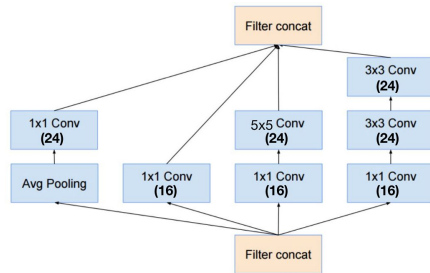 Filter concat
3x3 Conv
(24)
1x1 Conv
(24)
5x5 Conv
(24)
3x3 Conv
(24)
Avg Pooling
1x1 Conv
(16)
1x1 Conv
(16)
1x1 Conv
(16)
Filter concat